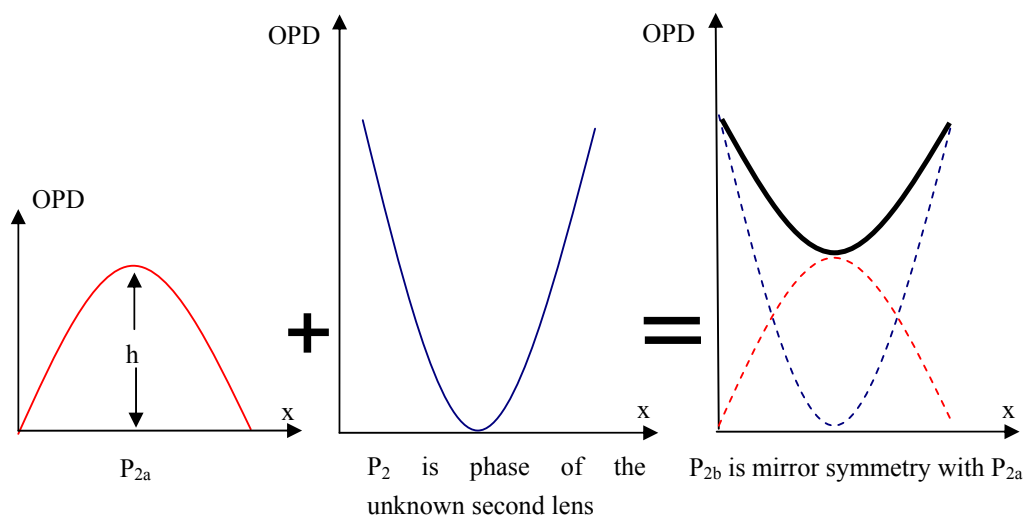 OPD
h
x
P2a
+
OPD
x
P2 is phase of the
unknown second lens
=
OPD
x
P2b is mirror symmetry with P2a